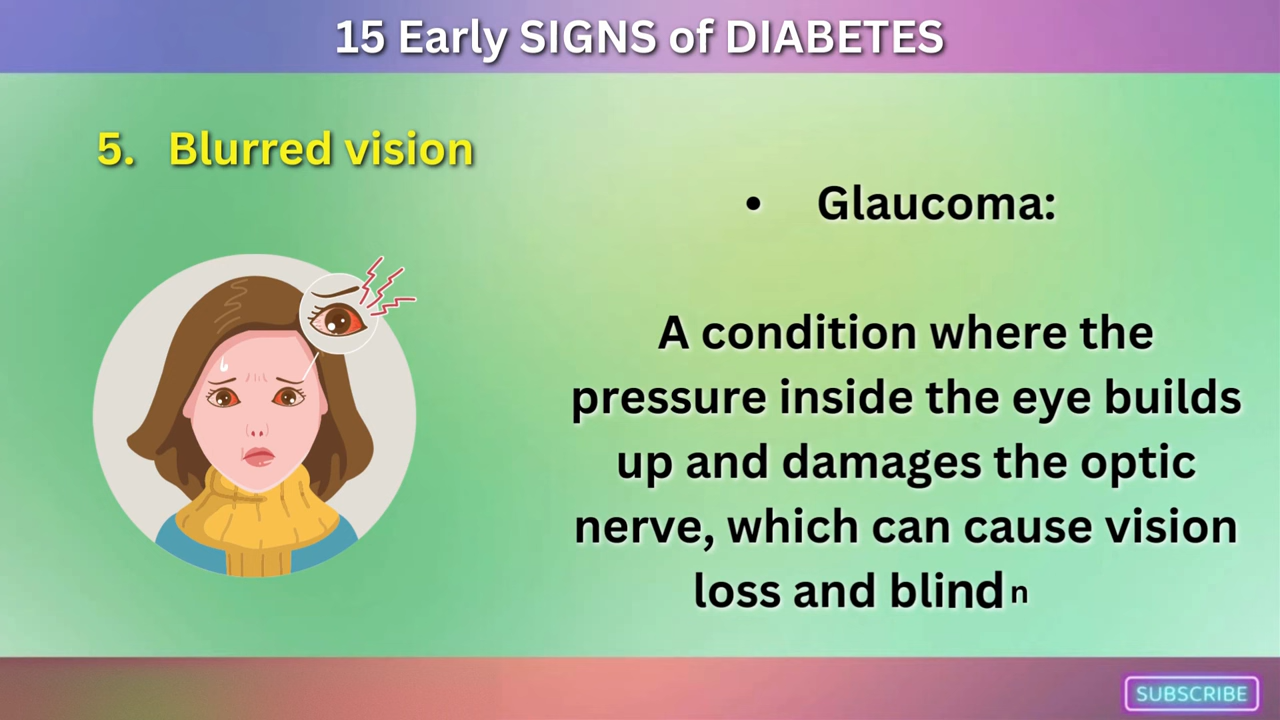 15 Early SIGNS of DIABETES
5. Blurred vision
• Glaucoma:
A condition where the
pressure inside the eye builds
up and damages the optic
nerve, which can cause vision
loss and blindn
SUBSCRIBE